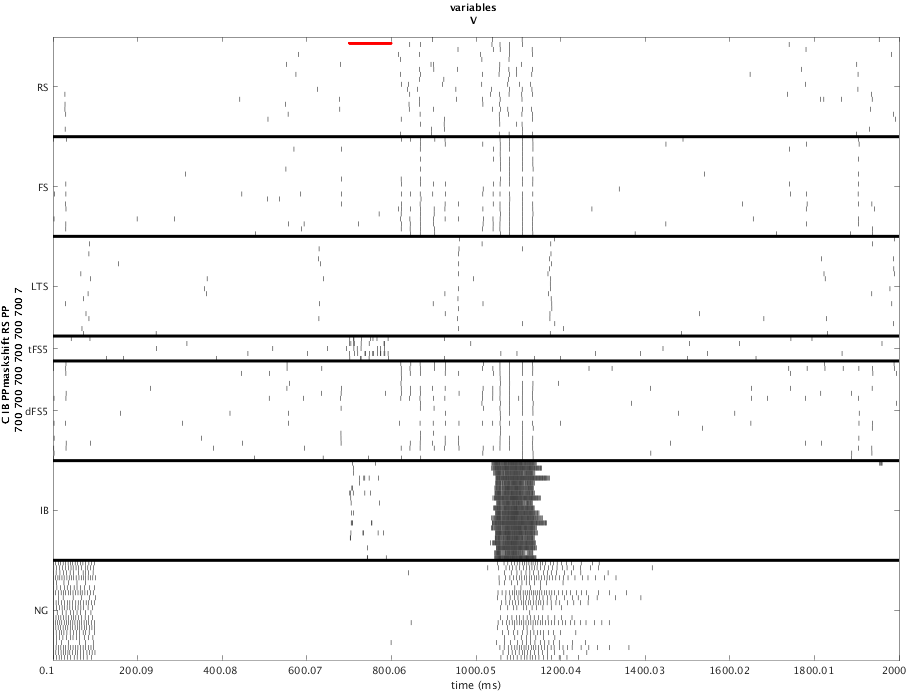 variables
V
RS
FS
LTS
tFS5
dFS5
IB
NG
C IB PPmaskshift RS PP
700 700 700 700 700 700 7
0.1
200.09
400.08
600.07
800.06
1000.05
1200.04
1400.03
1600.02
1800.01
2000
time (ms)